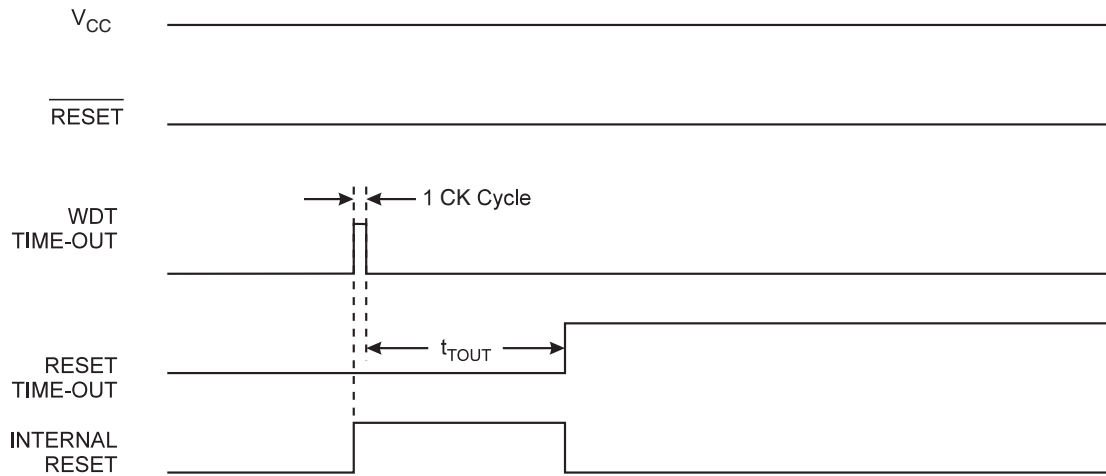 VCC
RESET
1 CK Cycle
WDT
TIME-OUT
tTOUT
RESET
TIME-OUT
INTERNAL
RESET